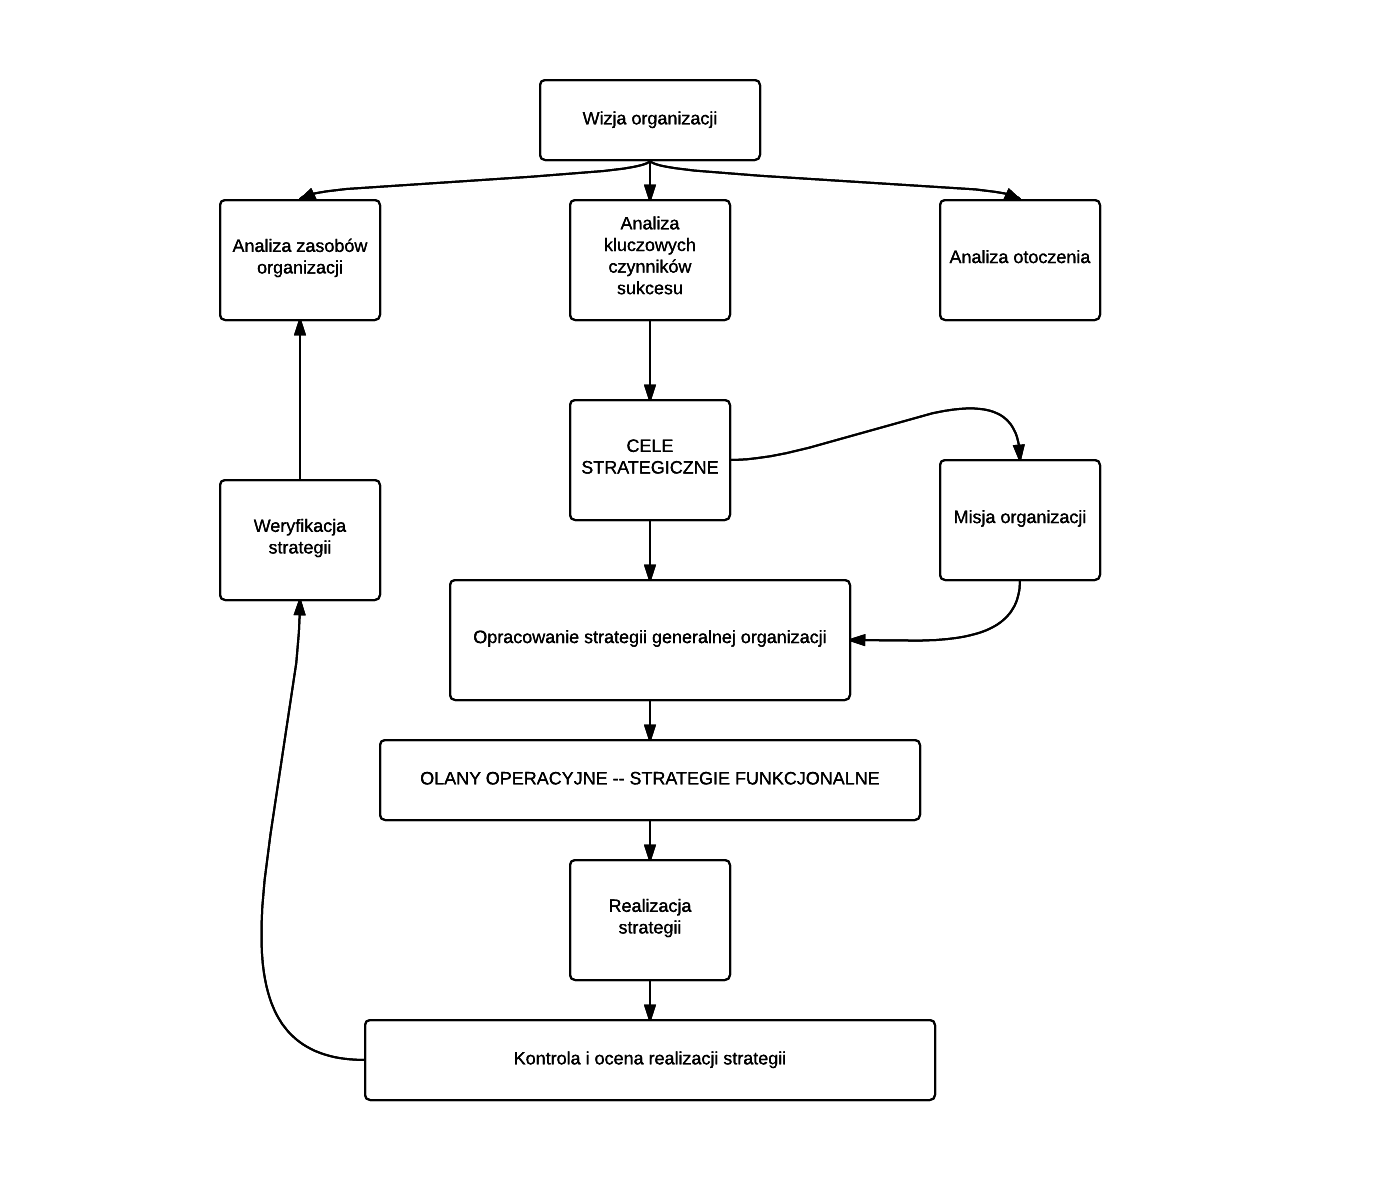 Wizja organizacji
Analiza zasobów
organizacji
Analiza
kluczowych
czynników
sukcesu
Analiza otoczenia
CELE
STRATEGICZNE
Misja organizacji
Weryfikacja
strategii
Opracowanie strategii generalnej organizacji
OLANY OPERACYJNE -- STRATEGIE FUNKCJONALNE
Realizacja
strategii
Kontrola i ocena realizacji strategii